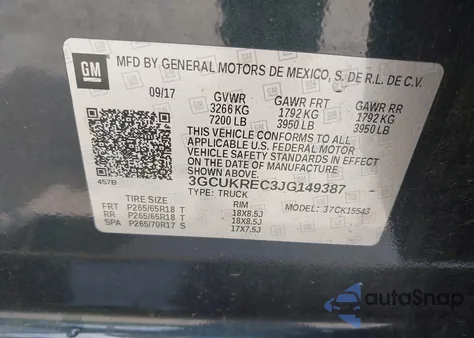 GM
MFD BY GENERAL MOTORS DE MEXICO, S. DE R.L. DE C.V.
09/17 GVWR GAWR FRT GAWR RR
3266 KG 1792 KG 1792 KG
7200 LB 3950 LB 3950 LB
THIS VEHICLE CONFORMS TO ALL
APPLICABLE U.S. FEDERAL MOTOR
VEHICLE SAFETY STANDARDS IN EFFECT
ON THE DATE OF MANUFACTURE SHOWN ABOVE.
3GCUKREC3JG149387
457B TYPE: TRUCK
TIRE SIZE RIM MODEL: 37CK15543
FRT P265/65R18 T 18X8.5J
RR P265/65R18 T 18X8.5J
SPA P265/70R17 S 17X7.5J
autoSnap